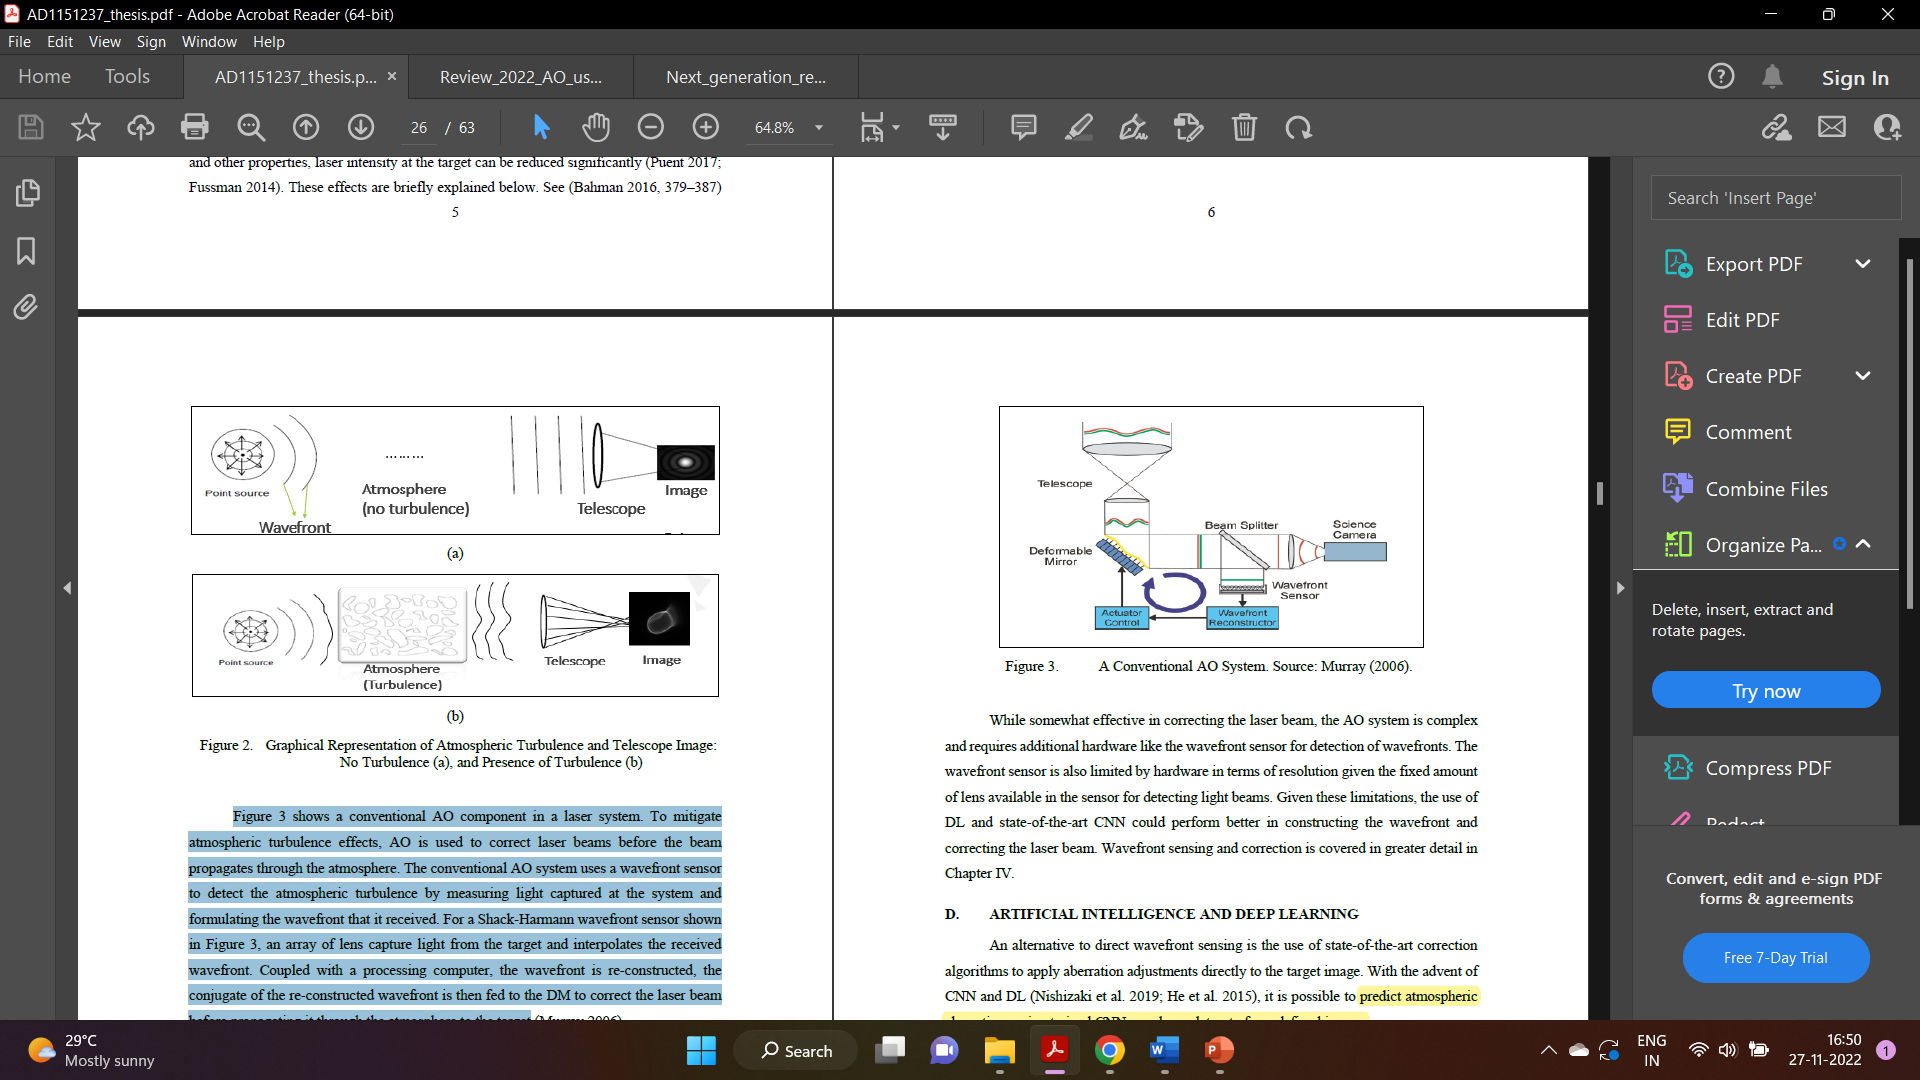 AD1151237_thesis.pdf - Adobe Acrobat Reader (64-bit)
File Edit View Sign Window Help
Home Tools AD1151237_thesis.p... × Review_2022_AO_us... Next_generation_re... Sign In
26 / 63 64.8%
and other properties, laser intensity at the target can be reduced significantly (Puent 2017;
Fussman 2014). These effects are briefly explained below. See (Bahman 2016, 379–387)
5
6
Point source
Wavefront
.........
Atmosphere
(no turbulence)
Telescope
Image
(a)
Point source
Atmosphere
(Turbulence)
Telescope
Image
(b)
Figure 2. Graphical Representation of Atmospheric Turbulence and Telescope Image:
No Turbulence (a), and Presence of Turbulence (b)
Figure 3 shows a conventional AO component in a laser system. To mitigate
atmospheric turbulence effects, AO is used to correct laser beams before the beam
propagates through the atmosphere. The conventional AO system uses a wavefront sensor
to detect the atmospheric turbulence by measuring light captured at the system and
formulating the wavefront that it received. For a Shack-Harmann wavefront sensor shown
in Figure 3, an array of lens capture light from the target and interpolates the received
wavefront. Coupled with a processing computer, the wavefront is re-constructed, the
conjugate of the re-constructed wavefront is then fed to the DM to correct the laser beam
before propagating it through the atmosphere to the target (Murray 2006).
Telescope
Deformable
Mirror
Beam Splitter
Science
Camera
Wavefront
Sensor
Actuator
Control
Wavefront
Reconstructor
Figure 3. A Conventional AO System. Source: Murray (2006).
While somewhat effective in correcting the laser beam, the AO system is complex
and requires additional hardware like the wavefront sensor for detection of wavefronts. The
wavefront sensor is also limited by hardware in terms of resolution given the fixed amount
of lens available in the sensor for detecting light beams. Given these limitations, the use of
DL and state-of-the-art CNN could perform better in constructing the wavefront and
correcting the laser beam. Wavefront sensing and correction is covered in greater detail in
Chapter IV.
D. ARTIFICIAL INTELLIGENCE AND DEEP LEARNING
An alternative to direct wavefront sensing is the use of state-of-the-art correction
algorithms to apply aberration adjustments directly to the target image. With the advent of
CNN and DL (Nishizaki et al. 2019; He et al. 2015), it is possible to predict atmospheric
Search 'Insert Page'
Export PDF
Edit PDF
Create PDF
Comment
Combine Files
Organize Pa...
Delete, insert, extract and
rotate pages.
Try now
Compress PDF
Redact
Convert, edit and e-sign PDF
forms & agreements
Free 7-Day Trial
29°C
Mostly sunny
Search
ENG
IN
16:50
27-11-2022
1